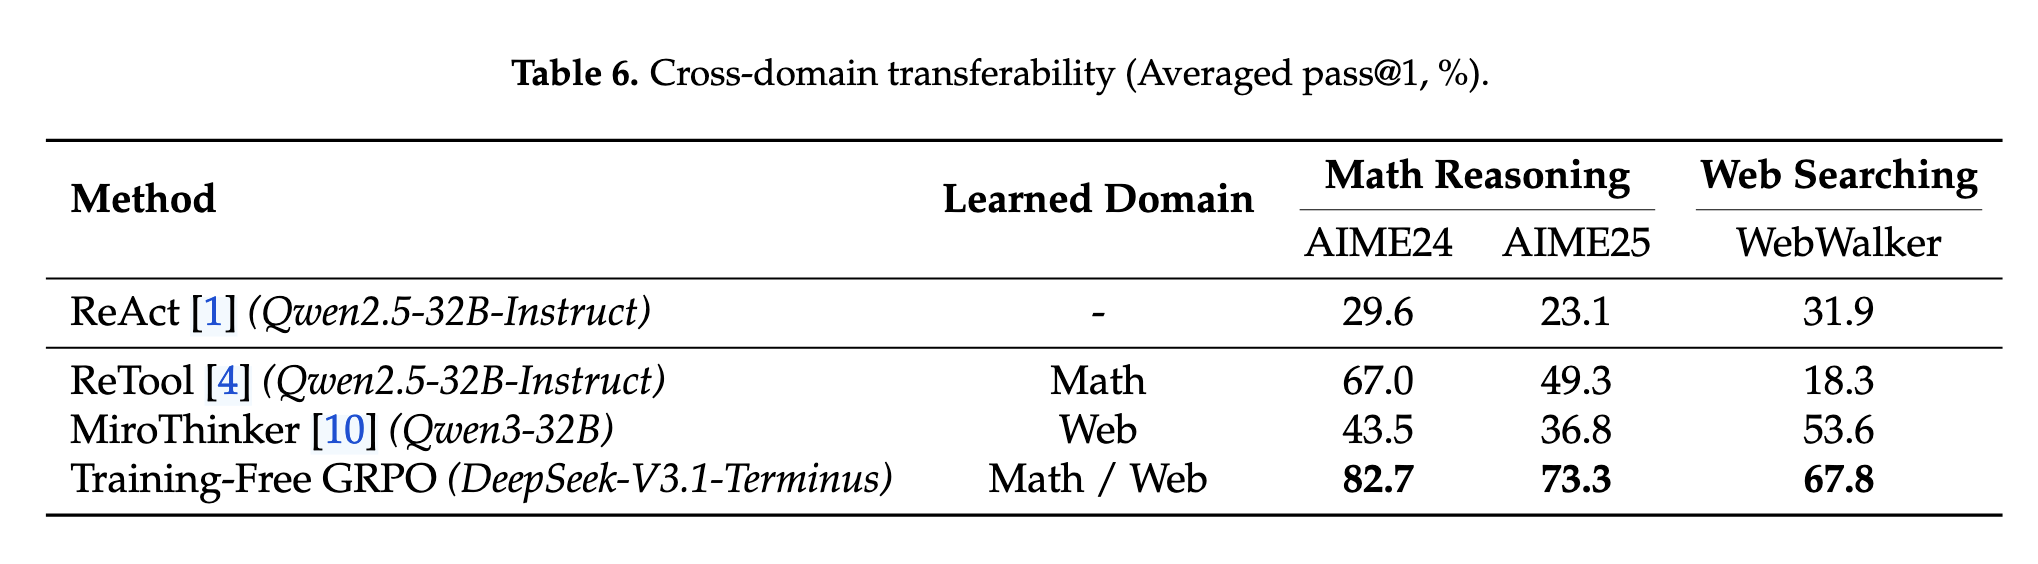 Table 6. Cross-domain transferability (Averaged pass@1, %).
Method Learned Domain Math Reasoning Web Searching
AIME24 AIME25 WebWalker
ReAct [1] (Qwen2.5-32B-Instruct) - 29.6 23.1 31.9
ReTool [4] (Qwen2.5-32B-Instruct) Math 67.0 49.3 18.3
MiroThinker [10] (Qwen3-32B) Web 43.5 36.8 53.6
Training-Free GRPO (DeepSeek-V3.1-Terminus) Math / Web 82.7 73.3 67.8